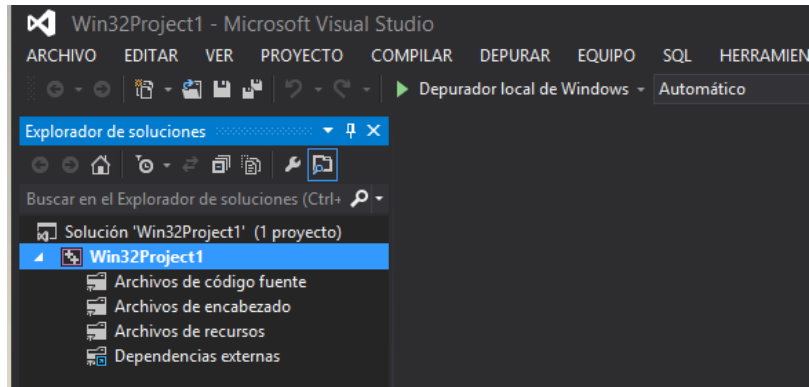 Win32Project1 - Microsoft Visual Studio
ARCHIVO EDITAR VER PROYECTO COMPILAR DEPURAR EQUIPO SQL HERRAMIEN
Depurador local de Windows Automático
Explorador de soluciones
Buscar en el Explorador de soluciones (Ctrl+
Solución 'Win32Project1' (1 proyecto)
Win32Project1
Archivos de código fuente
Archivos de encabezado
Archivos de recursos
Dependencias externas